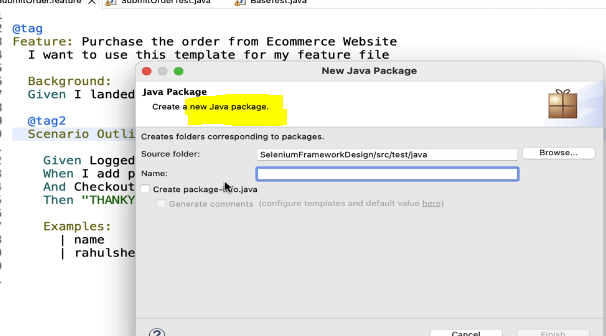 SubmitOrder.feature SubmitOrderTest.java BaseTest.java
@tag
Feature: Purchase the order from Ecommerce Website
I want to use this template for my feature file
New Java Package
Java Package
Create a new Java package.
Background:
Given I landed
@tag2
Scenario Outli
Given Logged
When I add p
And Checkout
Then "THANKY
Examples:
| name
| rahulshe
Creates folders corresponding to packages.
Source folder: SeleniumFrameworkDesign/src/test/java Browse...
Name:
Create package-info.java
Generate comments (configure templates and default value here)
? Cancel Finish